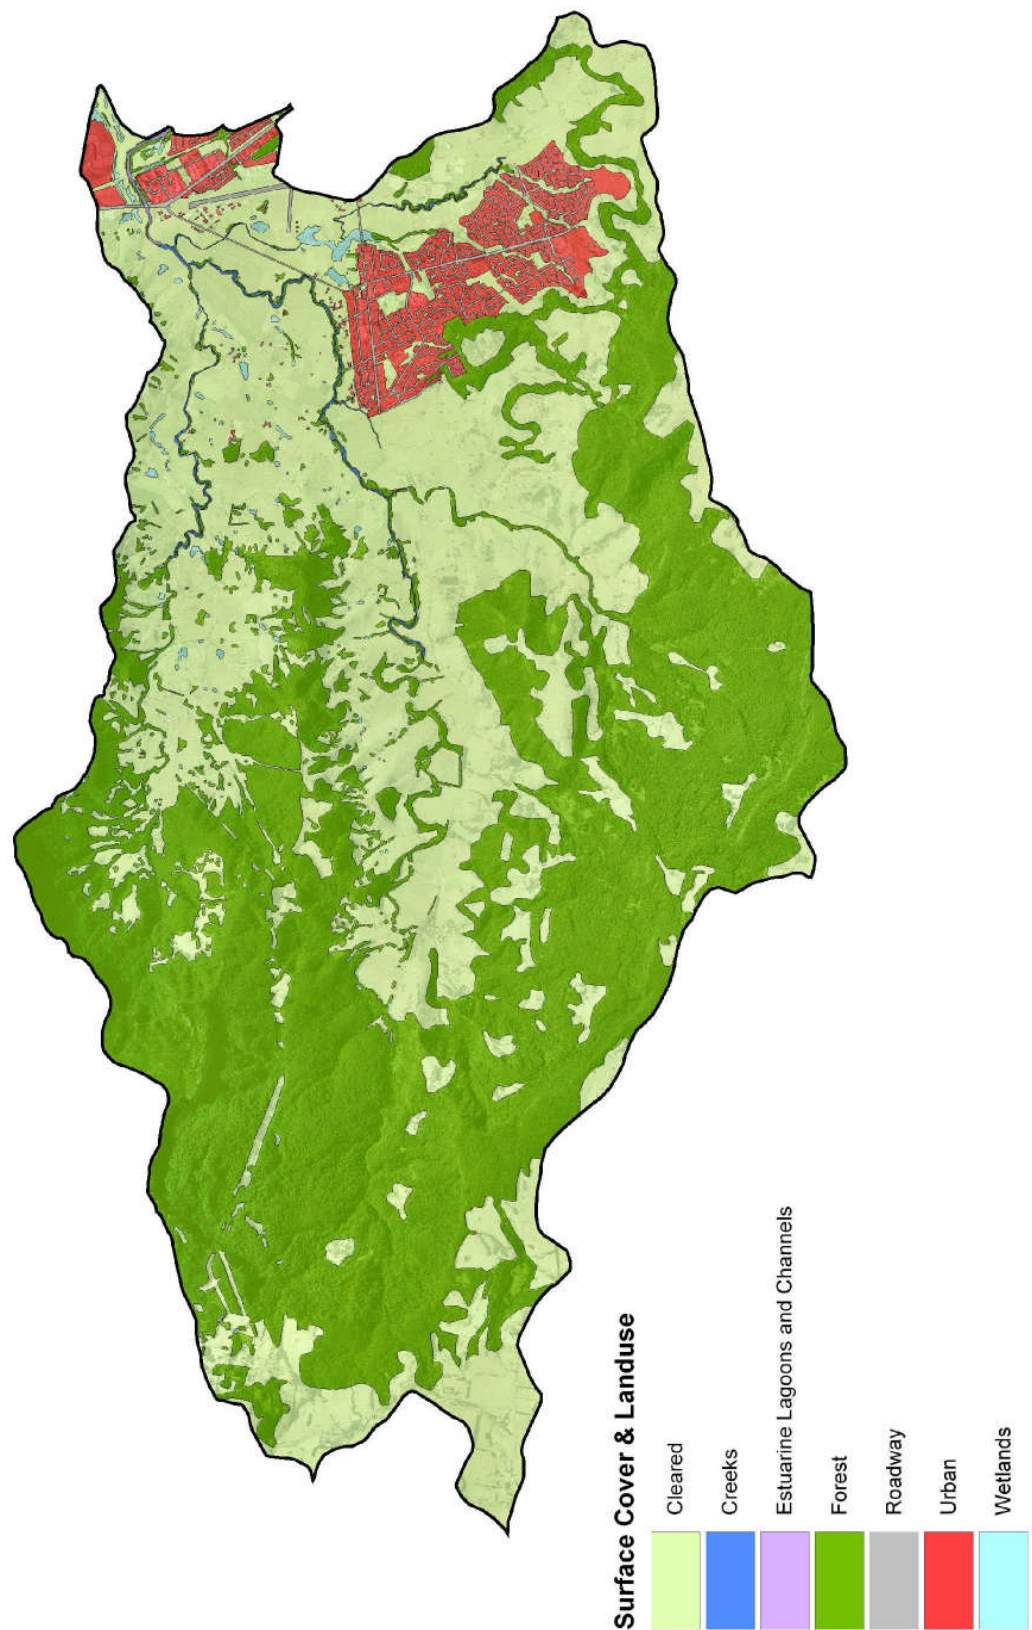 Surface Cover & Landuse
Cleared
Creeks
Estuarine Lagoons and Channels
Forest
Roadway
Urban
Wetlands